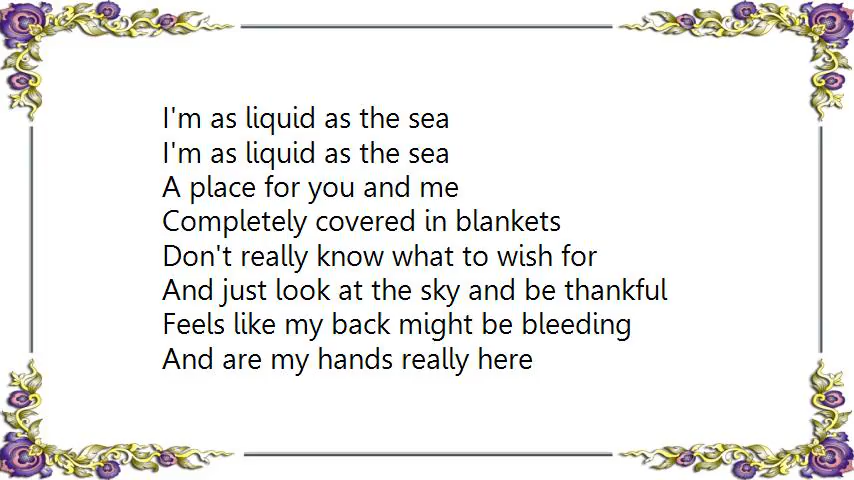 I'm as liquid as the sea
I'm as liquid as the sea
A place for you and me
Completely covered in blankets
Don't really know what to wish for
And just look at the sky and be thankful
Feels like my back might be bleeding
And are my hands really here